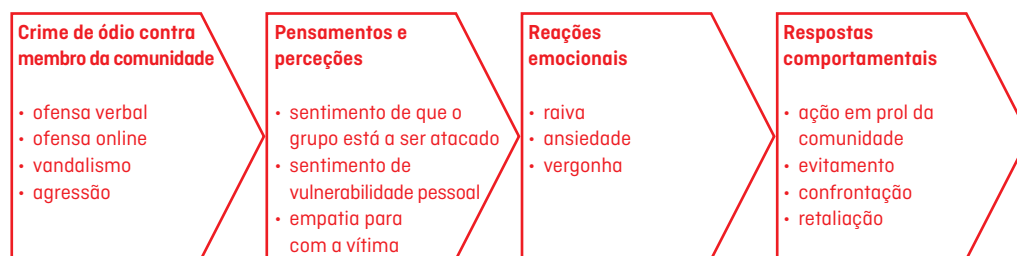 Crime de ódio contra
membro da comunidade
• ofensa verbal
• ofensa online
• vandalismo
• agressão
Pensamentos e
perceções
• sentimento de que o
grupo está a ser atacado
• sentimento de
vulnerabilidade pessoal
• empatia para
com a vítima
Reações
emocionais
• raiva
• ansiedade
• vergonha
Respostas
comportamentais
• ação em prol da
comunidade
• evitamento
• confrontação
• retaliação